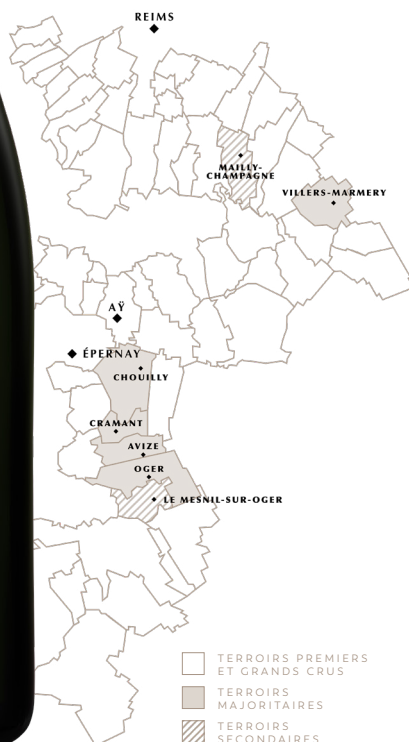 REIMS
MAILLY-
CHAMPAGNE
VILLERS-MARMERY
AŸ
ÉPERNAY
CHOUILLY
CRAMANT
AVIZE
OGER
LE MESNIL-SUR-OGER
TERROIRS PREMIERS
ET GRANDS CRUS
TERROIRS
MAJORITAIRES
TERROIRS
SECONDAIRES